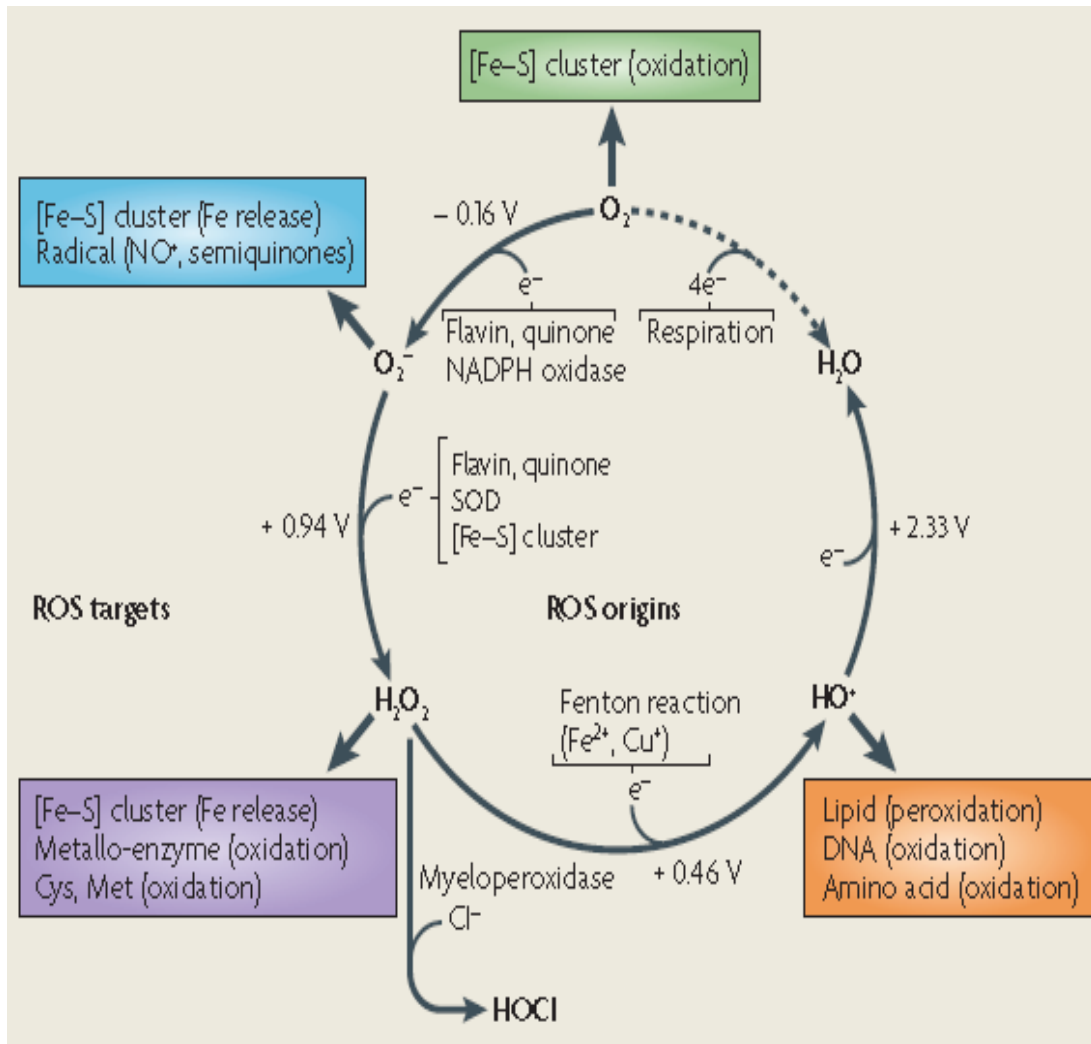 [Fe–S] cluster (oxidation)
[Fe–S] cluster (Fe release)
Radical (NO•, semiquinones)
– 0.16 V
O₂
e⁻
4e⁻
Flavin, quinone
NADPH oxidase
Respiration
O₂⁻
H₂O
Flavin, quinone
SOD
[Fe–S] cluster
e⁻
+ 0.94 V
e⁻
+ 2.33 V
ROS targets
ROS origins
H₂O₂
HO•
Fenton reaction
(Fe²⁺, Cu⁺)
e⁻
[Fe–S] cluster (Fe release)
Metallo-enzyme (oxidation)
Cys, Met (oxidation)
Lipid (peroxidation)
DNA (oxidation)
Amino acid (oxidation)
Myeloperoxidase
+ 0.46 V
Cl⁻
HOCl